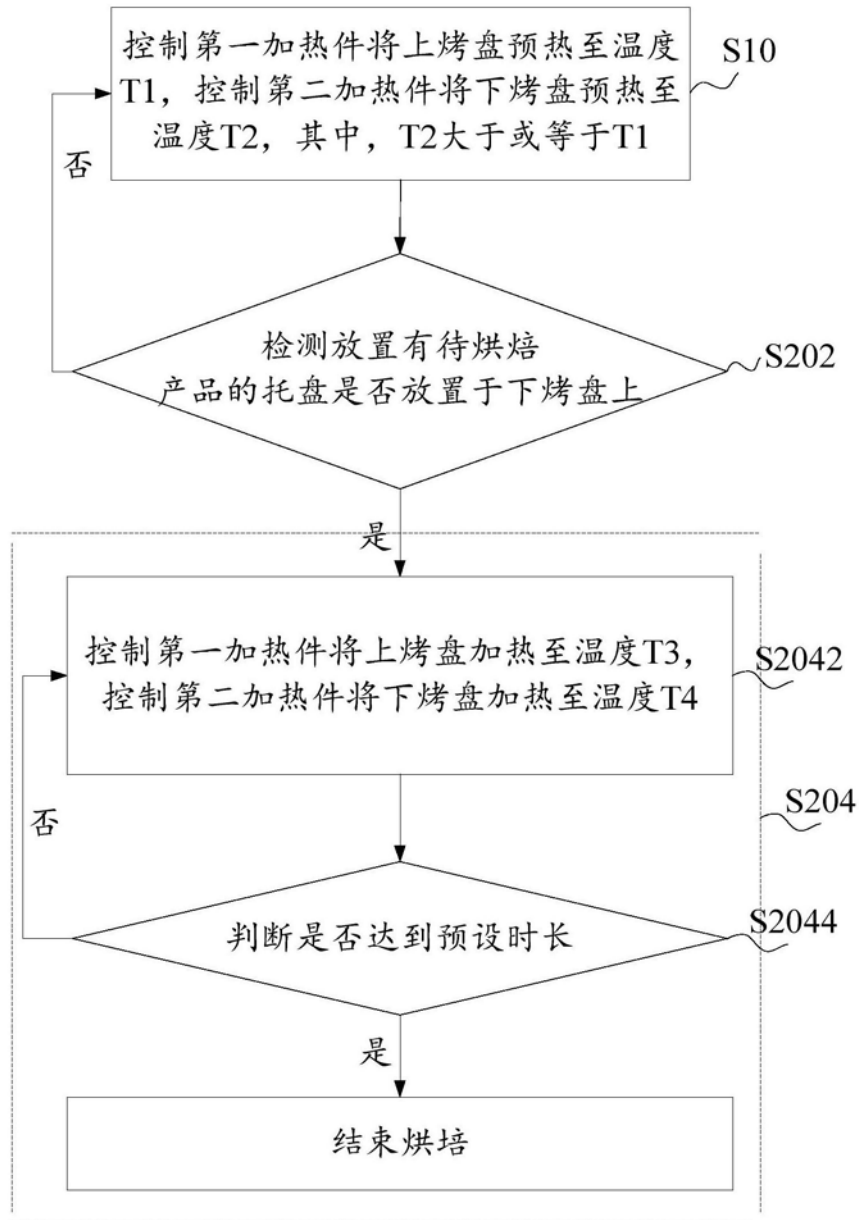 控制第一加热件将上烤盘预热至温度
T1，控制第二加热件将下烤盘预热至
温度T2，其中，T2大于或等于T1
S10
否
检测放置有待烘焙
产品的托盘是否放置于下烤盘上
S202
是
控制第一加热件将上烤盘加热至温度T3，
控制第二加热件将下烤盘加热至温度T4
S2042
S204
否
判断是否达到预设时长
S2044
是
结束烘培